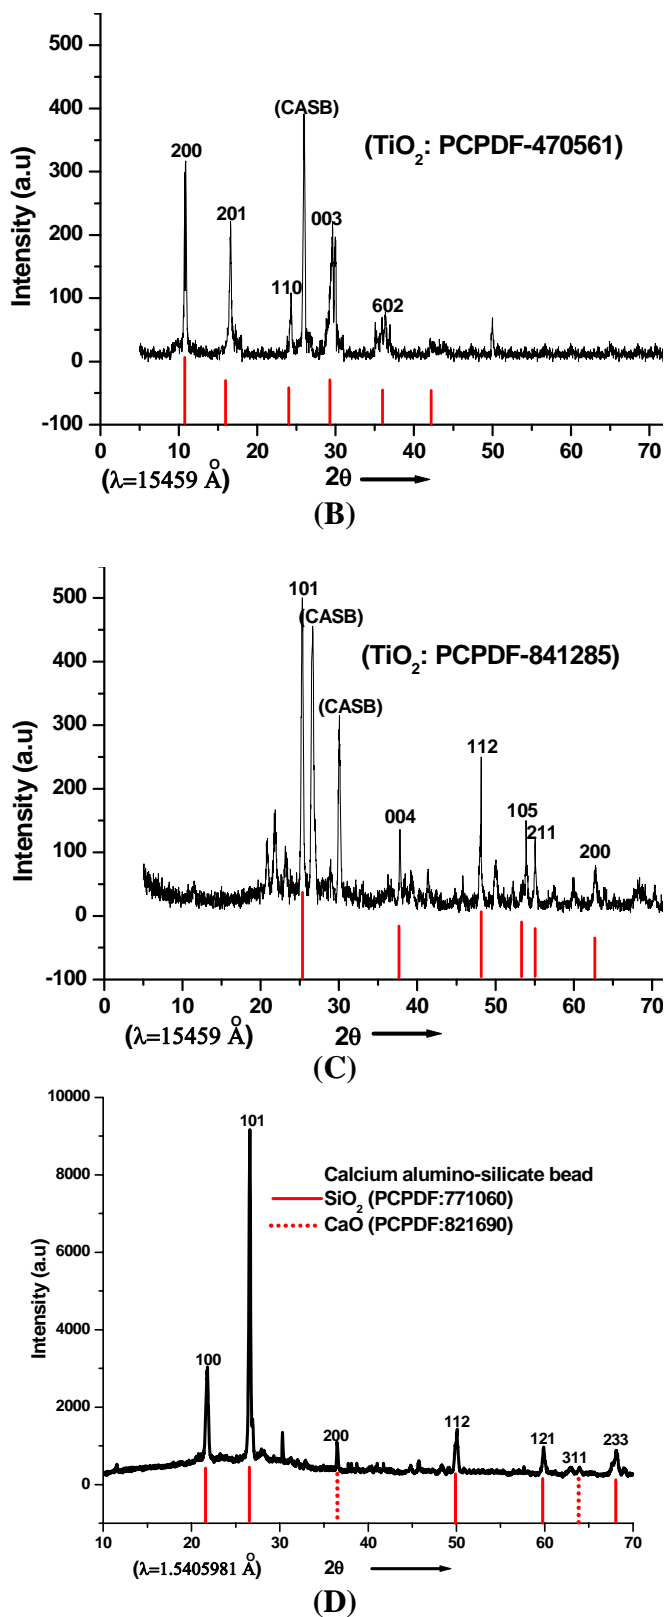 500
400
300
200
100
0
-100
Intensity (a.u)
(CASB)
(TiO2: PCPDF-470561)
200
201
003
110
602
0 10 20 30 40 50 60 70
(λ=15459 Å) 2θ
(B)
500
400
300
200
100
0
-100
Intensity (a.u)
101
(CASB)
(TiO2: PCPDF-841285)
(CASB)
112
004
105
211
200
0 10 20 30 40 50 60 70
(λ=15459 Å) 2θ
(C)
10000
8000
6000
4000
2000
0
Intensity (a.u)
101
Calcium alumino-silicate bead
SiO2 (PCPDF:771060)
CaO (PCPDF:821690)
100
200
112
121
311
233
10 20 30 40 50 60 70
(λ=1.5405981 Å) 2θ
(D)